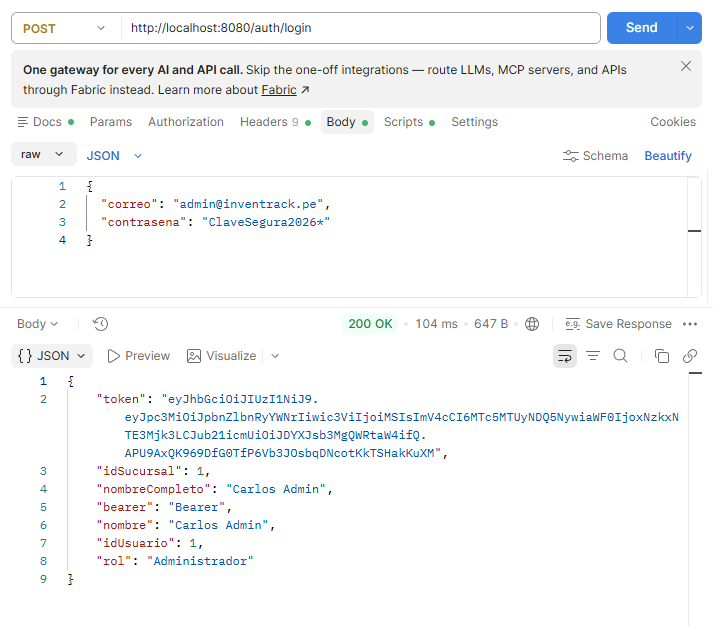 POST http://localhost:8080/auth/login Send
One gateway for every AI and API call. Skip the one-off integrations — route LLMs, MCP servers, and APIs
through Fabric instead. Learn more about Fabric ↗
Docs Params Authorization Headers 9 Body Scripts Settings Cookies
raw JSON Schema Beautify
1 {
2 "correo": "admin@inventrack.pe",
3 "contrasena": "ClaveSegura2026*"
4 }
Body 200 OK • 104 ms • 647 B • e.g. Save Response
{} JSON Preview Visualize
1 {
2 "token": "eyJhbGciOiJIUzI1NiJ9.
eyJpc3MiOiJpbnZlbnRyYWNrIiwic3ViIjoiMSIsImV4cCI6MTc5MTUyNDQ5NywiaWF0IjoxNzkxN
TE3Mjk3LCJub21icmUiOiJDYXJsb3MgQWRtaW4ifQ.
APU9AxQK969DfG0TfP6Vb3JOsbqDNcotKkTSHakKuXM",
3 "idSucursal": 1,
4 "nombreCompleto": "Carlos Admin",
5 "bearer": "Bearer",
6 "nombre": "Carlos Admin",
7 "idUsuario": 1,
8 "rol": "Administrador"
9 }